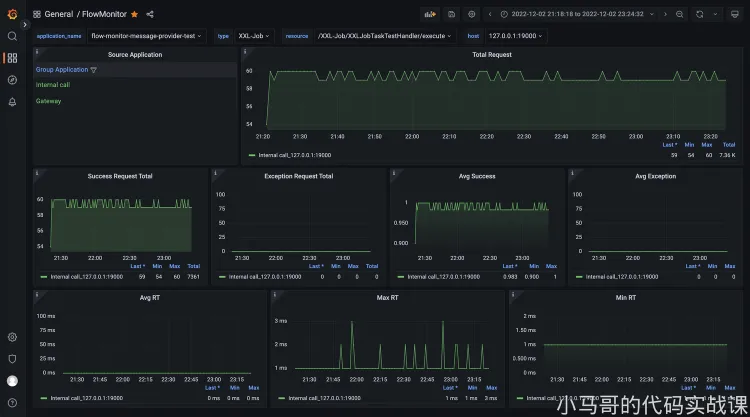 General / FlowMonitor
2022-12-02 21:18:18 to 2022-12-02 23:24:32
application_name flow-monitor-message-provider-test type XXL-Job resource /XXL-Job/XXLJobTaskTestHandler/execute host 127.0.0.1:19000
Source Application
Group Application
Internal call
Gateway
Total Request
60
58
56
54
21:20 21:30 21:40 21:50 22:00 22:10 22:20 22:30 22:40 22:50 23:00 23:10 23:20
Last * Min Max Total
Internal call_127.0.0.1:19000 59 54 60 7.36 K
Success Request Total
60
58
56
54
21:30 22:00 22:30 23:00
Last * Min Max Total
Internal call_127.0.0.1:19000 59 54 60 7361
Exception Request Total
100
75
50
25
0
21:30 22:00 22:30 23:00
Last * Min Max Total
Internal call_127.0.0.1:19000 0 0 0 0
Avg Success
1
0.950
0.900
21:30 22:00 22:30 23:00
Last * Min Max
Internal call_127.0.0.1:19000 0.983 0.900 1
Avg Exception
100
75
50
25
0
21:30 22:00 22:30 23:00
Last * Min Max
Internal call_127.0.0.1:19000 0 0 0
Avg RT
100 ms
75 ms
50 ms
25 ms
0 ms
21:30 21:45 22:00 22:15 22:30 22:45 23:00 23:15
Last * Min Max
Internal call_127.0.0.1:19000 0 ms 0 ms 0 ms
Max RT
3 ms
2 ms
1 ms
21:30 21:45 22:00 22:15 22:30 22:45 23:00 23:15
Last * Min Max
Internal call_127.0.0.1:19000 1 ms 1 ms 3 ms
Min RT
2 ms
1.50 ms
1 ms
0.500 ms
0 ms
21:30 21:45 22:00 22:15 22:30 22:45 23:00 23:15
Last * Min Max
Internal call_127.0.0.1:19000
小马哥的代码实战课